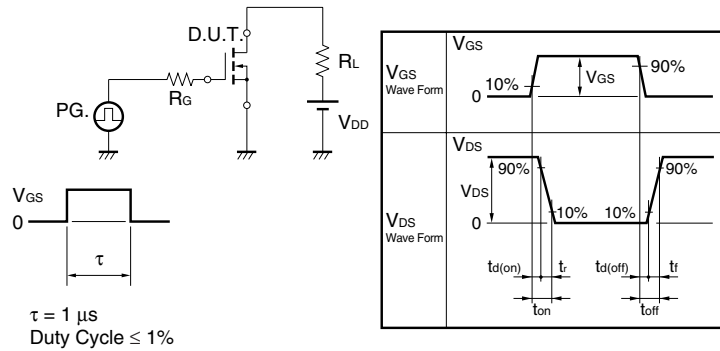 D.U.T.
RL
RG
PG.
VDD
VGS
0
τ
τ = 1 μs
Duty Cycle ≤ 1%
VGS
Wave Form
VGS
10%
VGS
90%
0
VDS
Wave Form
VDS
90%
90%
VDS
10%
10%
0
td(on)
tr
td(off)
tf
ton
toff